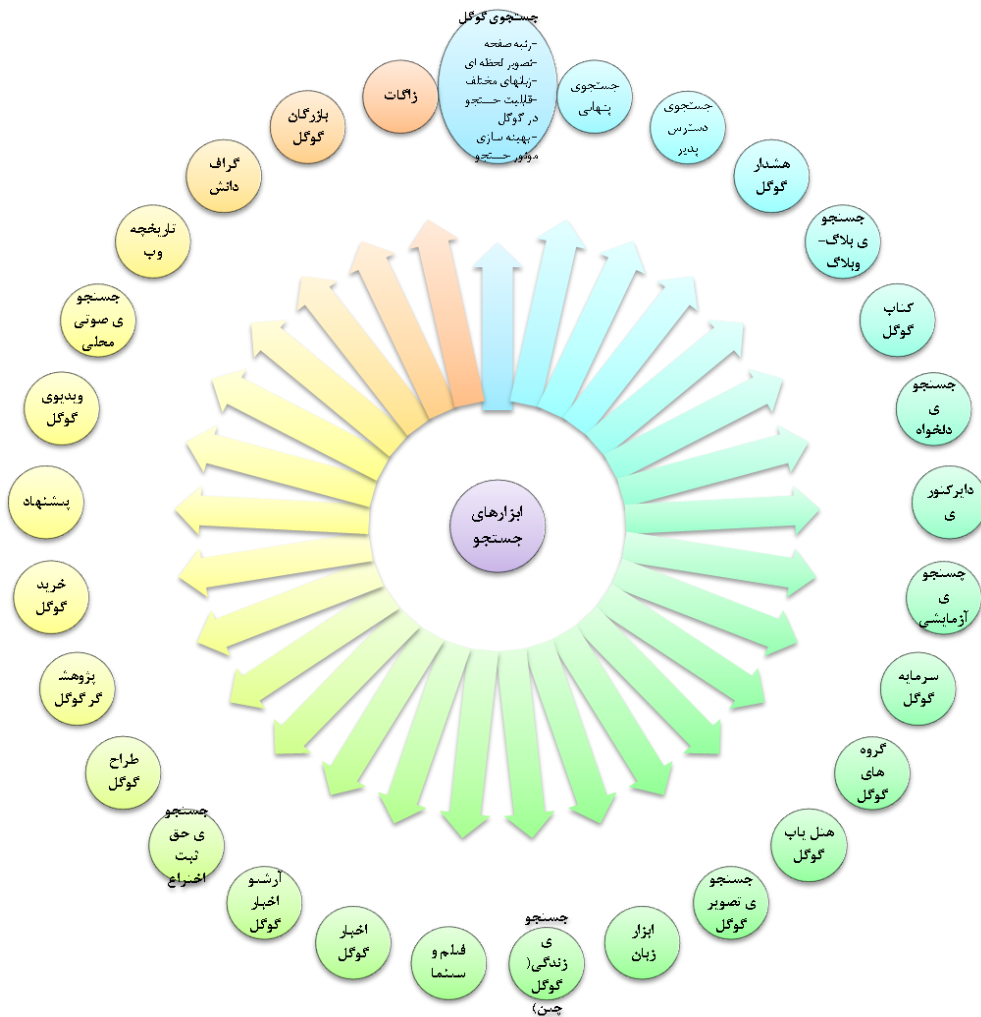 جستجوی گوگل
-رتبه صفحه
-تصویر لحظه ای
-زبانهای مختلف
-قابلیت جستجو
در گوگل
-بهینه سازی
موتور جستجو
جستجوی
پنهانی
جستجوی
دسترس
پذیر
هشدار
گوگل
جستجو
ی بلاگ-
وبلاگ
کتاب
گوگل
جستجو
ی
دلخواه
دایرکتور
ی
جستجو
ی
آزمایشی
سرمایه
گوگل
گروه
های
گوگل
هتل یاب
گوگل
جستجو
ی تصویر
گوگل
ابزار
زبان
جستجو
ی
زندگی(
گوگل
چین)
فیلم و
سینما
اخبار
گوگل
آرشیو
اخبار
گوگل
جستجو
ی حق
ثبت
اختراع
طراح
گوگل
پژوهش
گر گوگل
خرید
گوگل
پیشنهاد
ویدیوی
گوگل
جستجو
ی صوتی
محلی
تاریخچه
وب
گراف
دانش
بازرگان
گوگل
زاگات
ابزارهای
جستجو